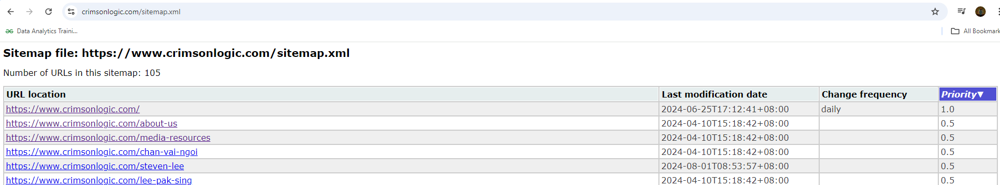 crimsonlogic.com/sitemap.xml
Data Analytics Traini...
All Bookmark
Sitemap file: https://www.crimsonlogic.com/sitemap.xml
Number of URLs in this sitemap: 105
URL location Last modification date Change frequency Priority▼
https://www.crimsonlogic.com/ 2024-06-25T17:12:41+08:00 daily 1.0
https://www.crimsonlogic.com/about-us 2024-04-10T15:18:42+08:00 0.5
https://www.crimsonlogic.com/media-resources 2024-04-10T15:18:42+08:00 0.5
https://www.crimsonlogic.com/chan-vai-ngoi 2024-04-10T15:18:42+08:00 0.5
https://www.crimsonlogic.com/steven-lee 2024-08-01T08:53:57+08:00 0.5
https://www.crimsonlogic.com/lee-pak-sing 2024-04-10T15:18:42+08:00 0.5